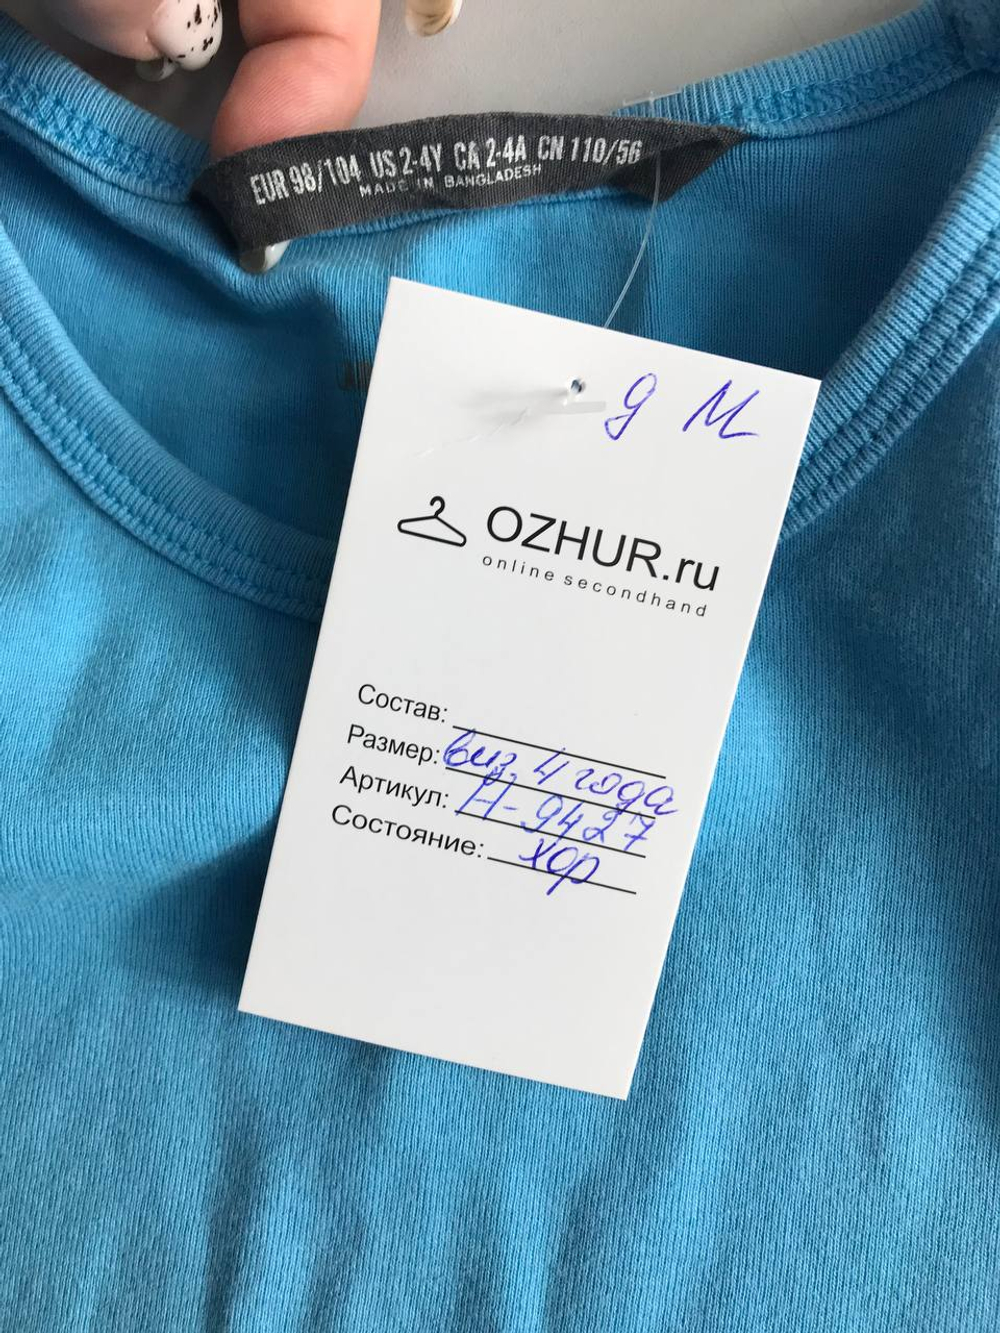 EUR 98/104 US 2-4Y CA 2-4A CN 110/56
MADE IN BANGLADESH
д М
OZHUR.ru
online secondhand
Состав:
Размер: виз. 4 года
Артикул: Н-9427
Состояние: хор